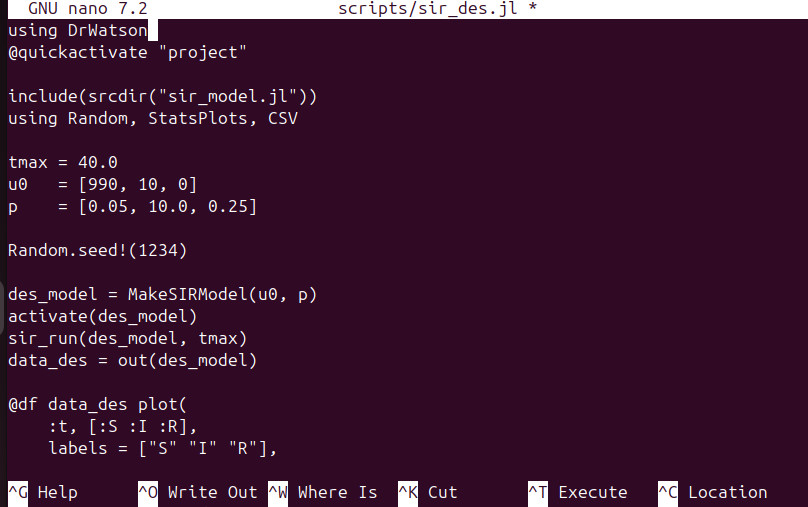 GNU nano 7.2 scripts/sir_des.jl *
using DrWatson
@quickactivate "project"
include(srcdir("sir_model.jl"))
using Random, StatsPlots, CSV
tmax = 40.0
u0   = [990, 10, 0]
p    = [0.05, 10.0, 0.25]
Random.seed!(1234)
des_model = MakeSIRModel(u0, p)
activate(des_model)
sir_run(des_model, tmax)
data_des = out(des_model)
@df data_des plot(
    :t, [:S :I :R],
    labels = ["S" "I" "R"],
^G Help ^O Write Out ^W Where Is ^K Cut ^T Execute ^C Location